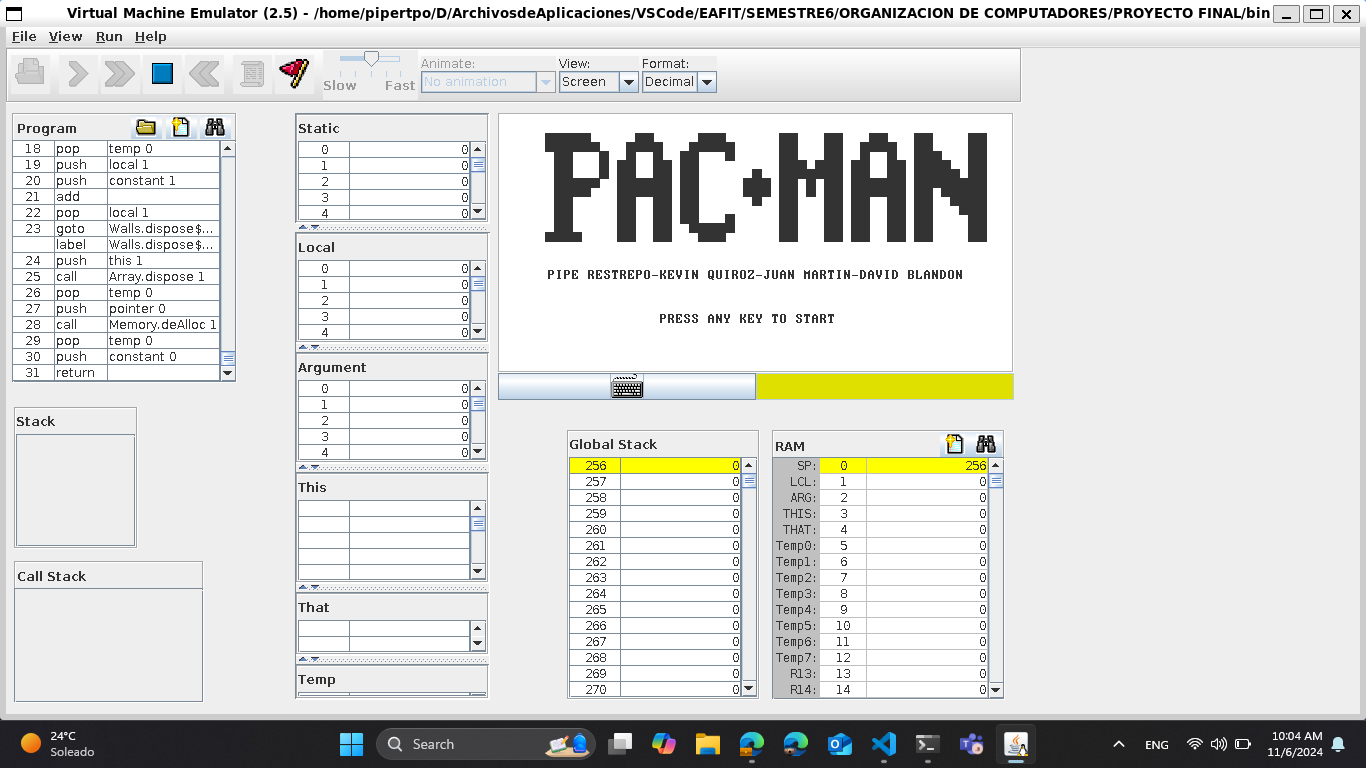 Virtual Machine Emulator (2.5) - /home/pipertpo/D/ArchivosdeAplicaciones/VSCode/EAFIT/SEMESTRE6/ORGANIZACION DE COMPUTADORES/PROYECTO FINAL/bin
File View Run Help
Slow Fast
Animate:
No animation
View:
Screen
Format:
Decimal
Program
18 pop temp 0
19 push local 1
20 push constant 1
21 add
22 pop local 1
23 goto Walls.dispose$...
label Walls.dispose$...
24 push this 1
25 call Array.dispose 1
26 pop temp 0
27 push pointer 0
28 call Memory.deAlloc 1
29 pop temp 0
30 push constant 0
31 return
Stack
Call Stack
Static
0 0
1 0
2 0
3 0
4 0
Local
0 0
1 0
2 0
3 0
4 0
Argument
0 0
1 0
2 0
3 0
4 0
This
That
Temp
PAC MAN
PIPE RESTREPO-KEVIN QUIROZ-JUAN MARTIN-DAVID BLANDON
PRESS ANY KEY TO START
Global Stack
256 0
257 0
258 0
259 0
260 0
261 0
262 0
263 0
264 0
265 0
266 0
267 0
268 0
269 0
270 0
RAM
SP: 0 256
LCL: 1 0
ARG: 2 0
THIS: 3 0
THAT: 4 0
Temp0: 5 0
Temp1: 6 0
Temp2: 7 0
Temp3: 8 0
Temp4: 9 0
Temp5: 10 0
Temp6: 11 0
Temp7: 12 0
R13: 13 0
R14: 14 0
24°C
Soleado
Search
ENG
10:04 AM
11/6/2024